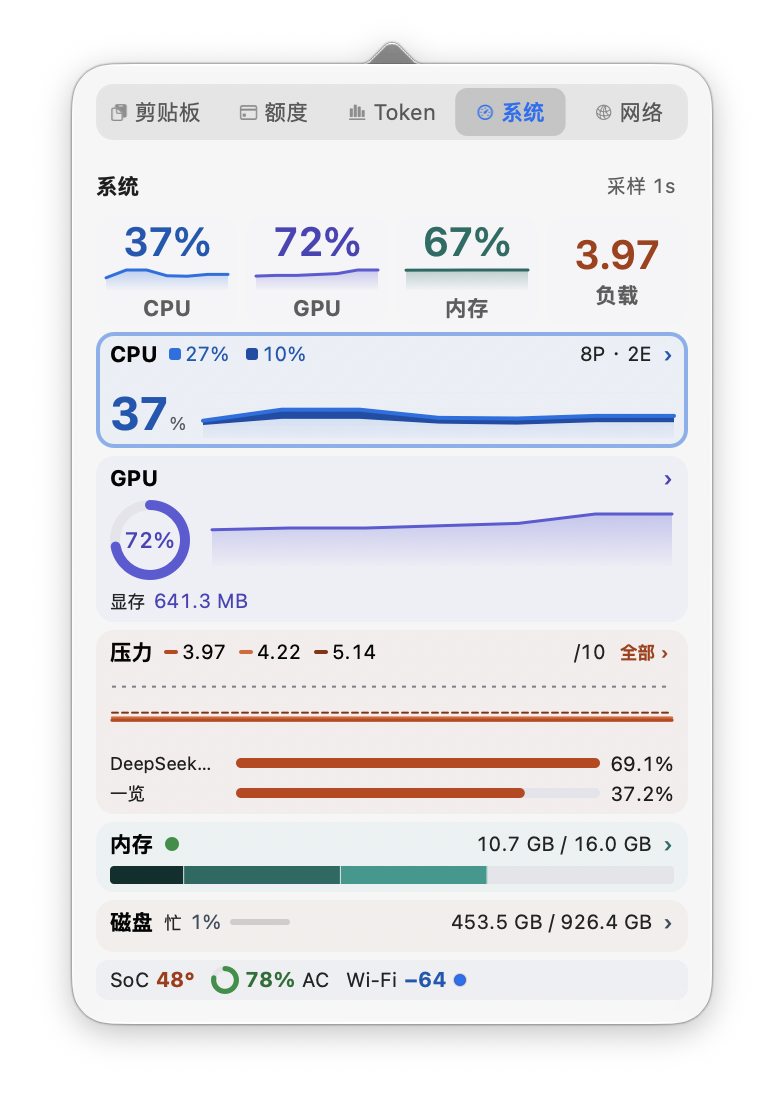 剪贴板 额度 Token 系统 网络
系统 采样 1s
37% 72% 67% 3.97
CPU GPU 内存 负载
CPU 27% 10% 8P · 2E ›
37 %
GPU ›
72%
显存 641.3 MB
压力 3.97 4.22 5.14 /10 全部 ›
DeepSeek... 69.1%
一览 37.2%
内存 10.7 GB / 16.0 GB ›
磁盘 忙 1% 453.5 GB / 926.4 GB ›
SoC 48° 78% AC Wi-Fi −64